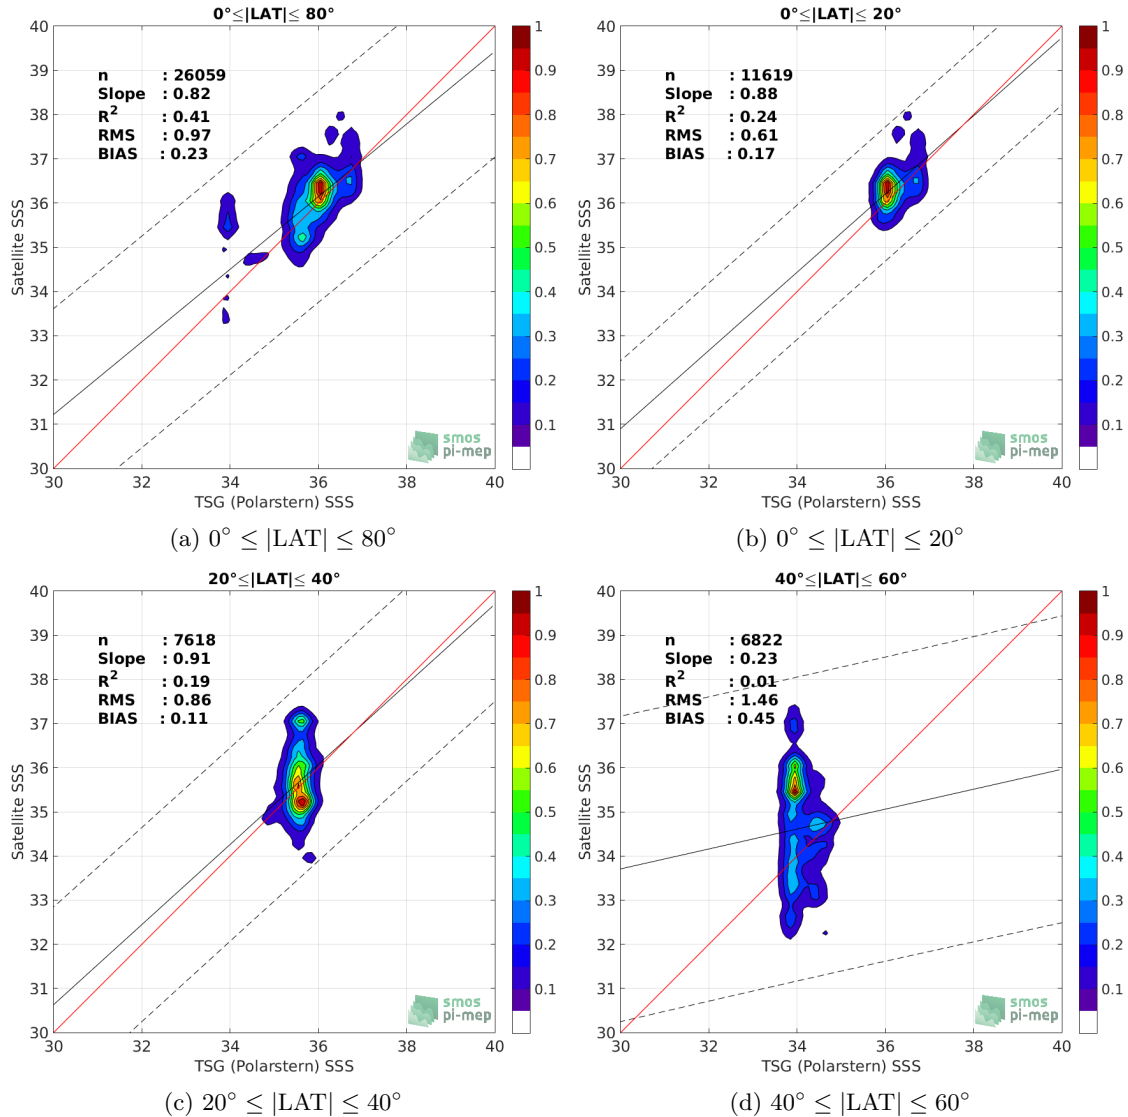 0°≤|LAT|≤ 80°
40
39
38
37
36
35
34
33
32
31
30
30 32 34 36 38 40
Satellite SSS
TSG (Polarstern) SSS
n : 26059
Slope : 0.82
R² : 0.41
RMS : 0.97
BIAS : 0.23
smos
pi-mep
1
0.9
0.8
0.7
0.6
0.5
0.4
0.3
0.2
0.1
(a) 0° ≤ |LAT| ≤ 80°
0°≤|LAT|≤ 20°
40
39
38
37
36
35
34
33
32
31
30
30 32 34 36 38 40
Satellite SSS
TSG (Polarstern) SSS
n : 11619
Slope : 0.88
R² : 0.24
RMS : 0.61
BIAS : 0.17
smos
pi-mep
1
0.9
0.8
0.7
0.6
0.5
0.4
0.3
0.2
0.1
(b) 0° ≤ |LAT| ≤ 20°
20°≤|LAT|≤ 40°
40
39
38
37
36
35
34
33
32
31
30
30 32 34 36 38 40
Satellite SSS
TSG (Polarstern) SSS
n : 7618
Slope : 0.91
R² : 0.19
RMS : 0.86
BIAS : 0.11
smos
pi-mep
1
0.9
0.8
0.7
0.6
0.5
0.4
0.3
0.2
0.1
(c) 20° ≤ |LAT| ≤ 40°
40°≤|LAT|≤ 60°
40
39
38
37
36
35
34
33
32
31
30
30 32 34 36 38 40
Satellite SSS
TSG (Polarstern) SSS
n : 6822
Slope : 0.23
R² : 0.01
RMS : 1.46
BIAS : 0.45
smos
pi-mep
1
0.9
0.8
0.7
0.6
0.5
0.4
0.3
0.2
0.1
(d) 40° ≤ |LAT| ≤ 60°